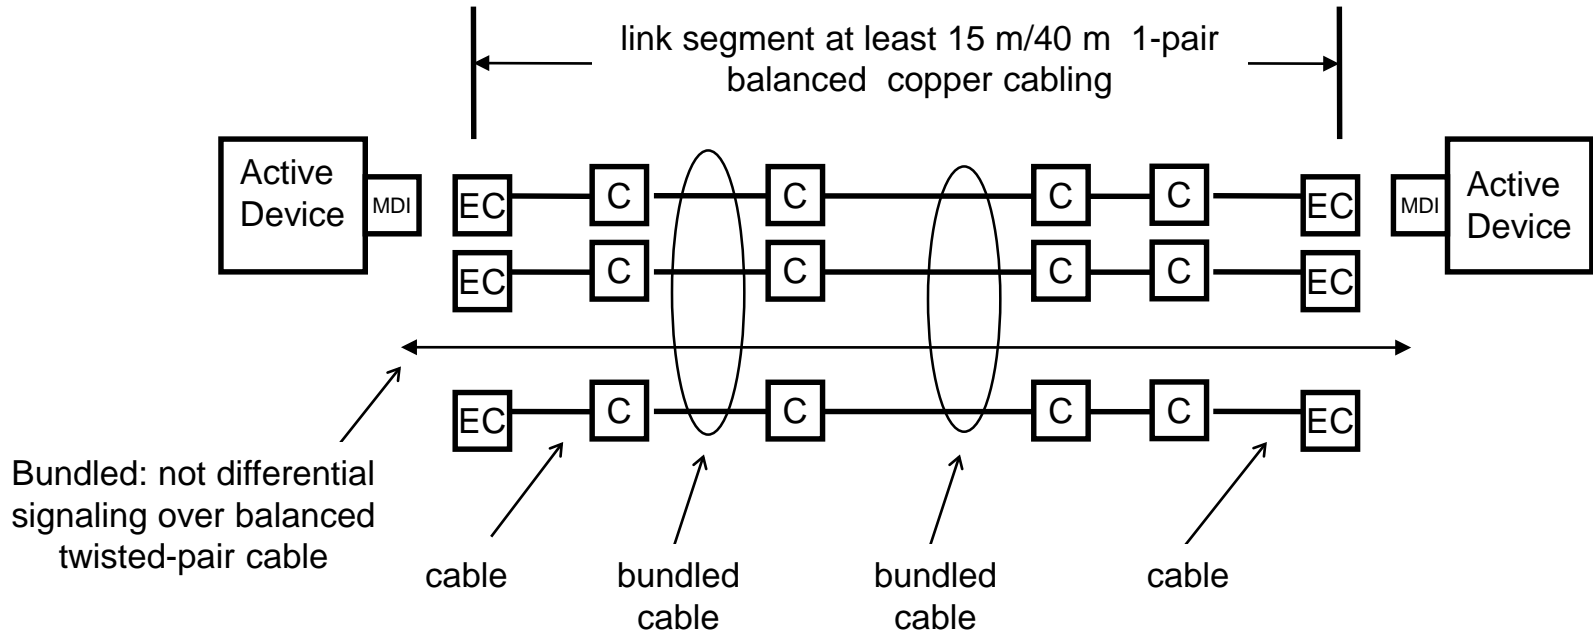 link segment at least 15 m/40 m 1-pair
balanced copper cabling
Active
Device
MDI
EC
C
C
C
C
EC
MDI
Active
Device
EC
C
C
C
C
EC
EC
C
C
C
C
EC
Bundled: not differential
signaling over balanced
twisted-pair cable
cable
bundled
cable
bundled
cable
cable